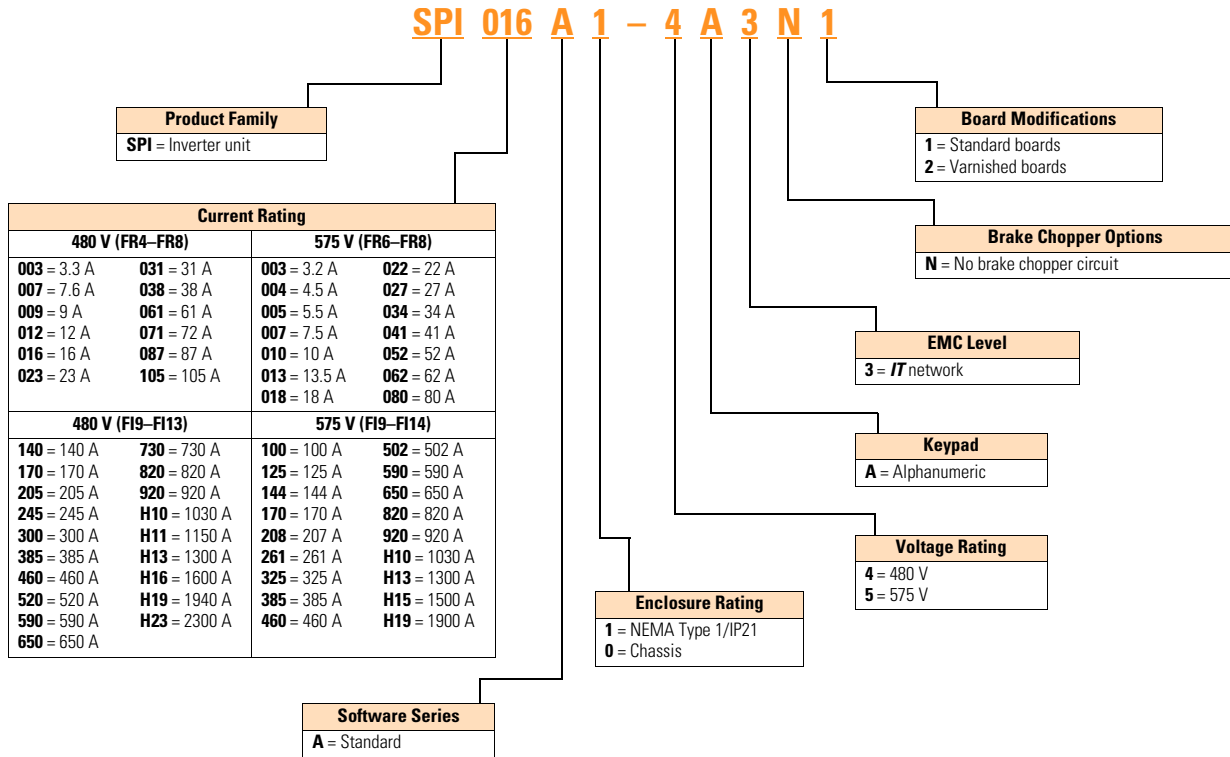 SPI 016 A 1 – 4 A 3 N 1
Product Family
SPI = Inverter unit
Board Modifications
1 = Standard boards
2 = Varnished boards
Current Rating
480 V (FR4–FR8) 575 V (FR6–FR8)
003 = 3.3 A 031 = 31 A 003 = 3.2 A 022 = 22 A
007 = 7.6 A 038 = 38 A 004 = 4.5 A 027 = 27 A
009 = 9 A 061 = 61 A 005 = 5.5 A 034 = 34 A
012 = 12 A 071 = 72 A 007 = 7.5 A 041 = 41 A
016 = 16 A 087 = 87 A 010 = 10 A 052 = 52 A
023 = 23 A 105 = 105 A 013 = 13.5 A 062 = 62 A
018 = 18 A 080 = 80 A
480 V (FI9–FI13) 575 V (FI9–FI14)
140 = 140 A 730 = 730 A 100 = 100 A 502 = 502 A
170 = 170 A 820 = 820 A 125 = 125 A 590 = 590 A
205 = 205 A 920 = 920 A 144 = 144 A 650 = 650 A
245 = 245 A H10 = 1030 A 170 = 170 A 820 = 820 A
300 = 300 A H11 = 1150 A 208 = 207 A 920 = 920 A
385 = 385 A H13 = 1300 A 261 = 261 A H10 = 1030 A
460 = 460 A H16 = 1600 A 325 = 325 A H13 = 1300 A
520 = 520 A H19 = 1940 A 385 = 385 A H15 = 1500 A
590 = 590 A H23 = 2300 A 460 = 460 A H19 = 1900 A
650 = 650 A
Brake Chopper Options
N = No brake chopper circuit
EMC Level
3 = IT network
Keypad
A = Alphanumeric
Voltage Rating
4 = 480 V
5 = 575 V
Enclosure Rating
1 = NEMA Type 1/IP21
0 = Chassis
Software Series
A = Standard